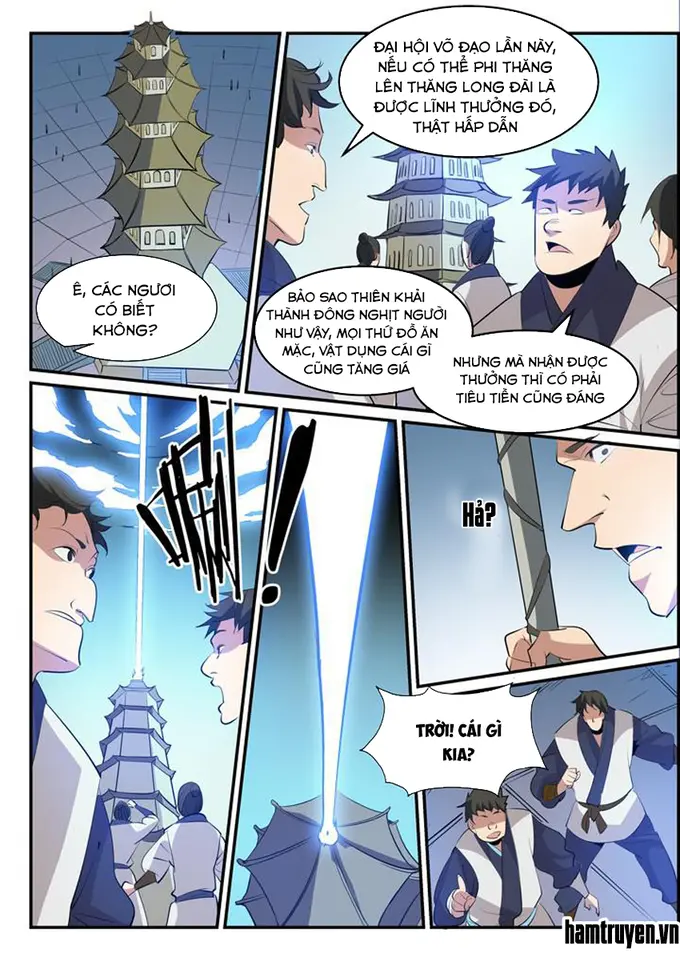 Ê, CÁC NGƯƠI
CÓ BIẾT
KHÔNG?
ĐẠI HỘI VÕ ĐẠO LẦN NÀY,
NẾU CÓ THỂ PHI THĂNG
LÊN THĂNG LONG ĐÀI LÀ
ĐƯỢC LĨNH THƯỞNG ĐÓ,
THẬT HẤP DẪN
BẢO SAO THIÊN KHẢI
THÀNH ĐÔNG NGHỊT NGƯỜI
NHƯ VẬY, MỌI THỨ ĐỒ ĂN
MẶC, VẬT DỤNG CÁI GÌ
CŨNG TĂNG GIÁ
NHƯNG MÀ NHẬN ĐƯỢC
THƯỞNG THÌ CÓ PHẢI
TIÊU TIỀN CŨNG ĐÁNG
Hả?
TRỜI! CÁI GÌ
KIA?
hamtruyen.vn